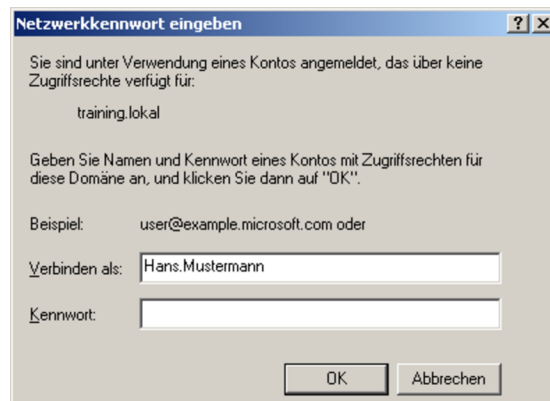 Netzwerkkennwort eingeben
Sie sind unter Verwendung eines Kontos angemeldet, das über keine
Zugriffsrechte verfügt für:
training.lokal
Geben Sie Namen und Kennwort eines Kontos mit Zugriffsrechten für
diese Domäne an, und klicken Sie dann auf "OK".
Beispiel: user@example.microsoft.com oder
Verbinden als: Hans.Mustermann
Kennwort:
OK Abbrechen